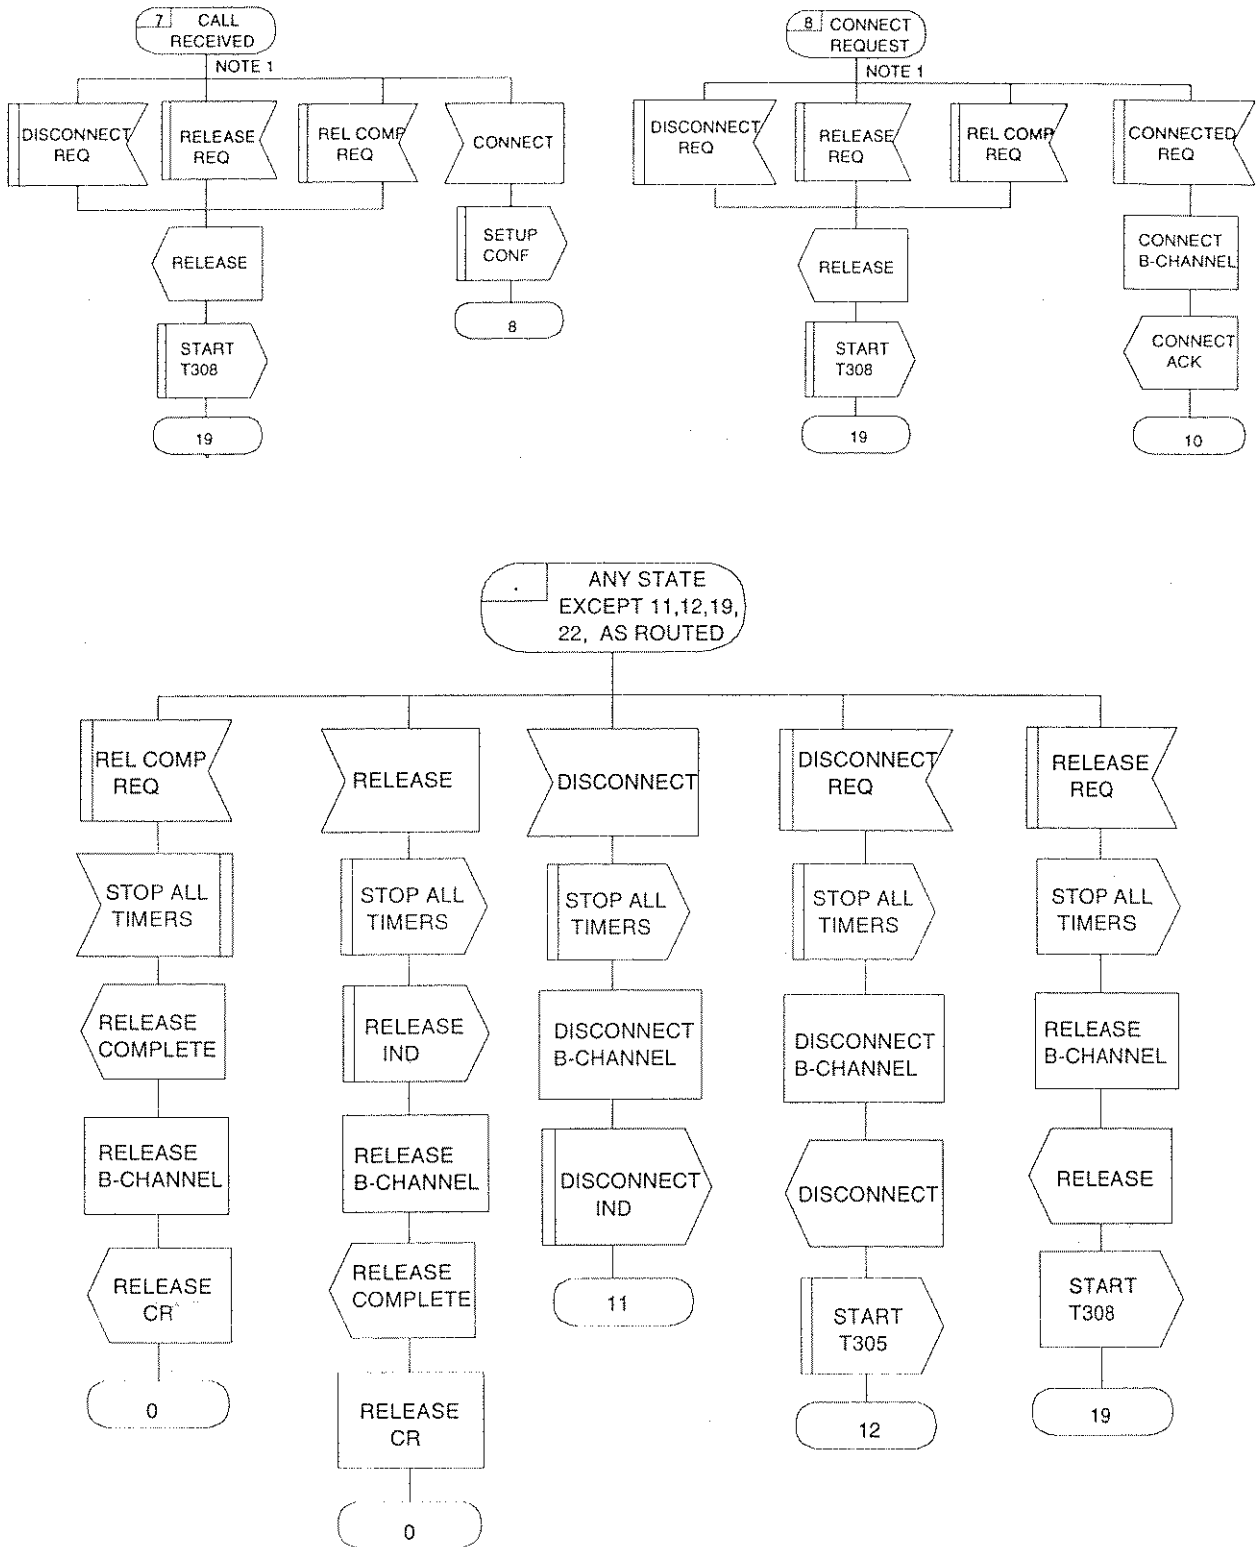 7 CALL
RECEIVED
NOTE 1
DISCONNECT
REQ
RELEASE
REQ
REL COMP
REQ
CONNECT
RELEASE
SETUP
CONF
START
T308
8
19
8 CONNECT
REQUEST
NOTE 1
DISCONNECT
REQ
RELEASE
REQ
REL COMP
REQ
CONNECTED
REQ
RELEASE
CONNECT
B-CHANNEL
START
T308
CONNECT
ACK
19
10
ANY STATE
EXCEPT 11,12,19,
22, AS ROUTED
REL COMP
REQ
STOP ALL
TIMERS
RELEASE
COMPLETE
RELEASE
B-CHANNEL
RELEASE
CR
0
RELEASE
STOP ALL
TIMERS
RELEASE
IND
RELEASE
B-CHANNEL
RELEASE
COMPLETE
RELEASE
CR
0
DISCONNECT
STOP ALL
TIMERS
DISCONNECT
B-CHANNEL
DISCONNECT
IND
11
DISCONNECT
REQ
STOP ALL
TIMERS
DISCONNECT
B-CHANNEL
DISCONNECT
START
T305
12
RELEASE
REQ
STOP ALL
TIMERS
RELEASE
B-CHANNEL
RELEASE
START
T308
19